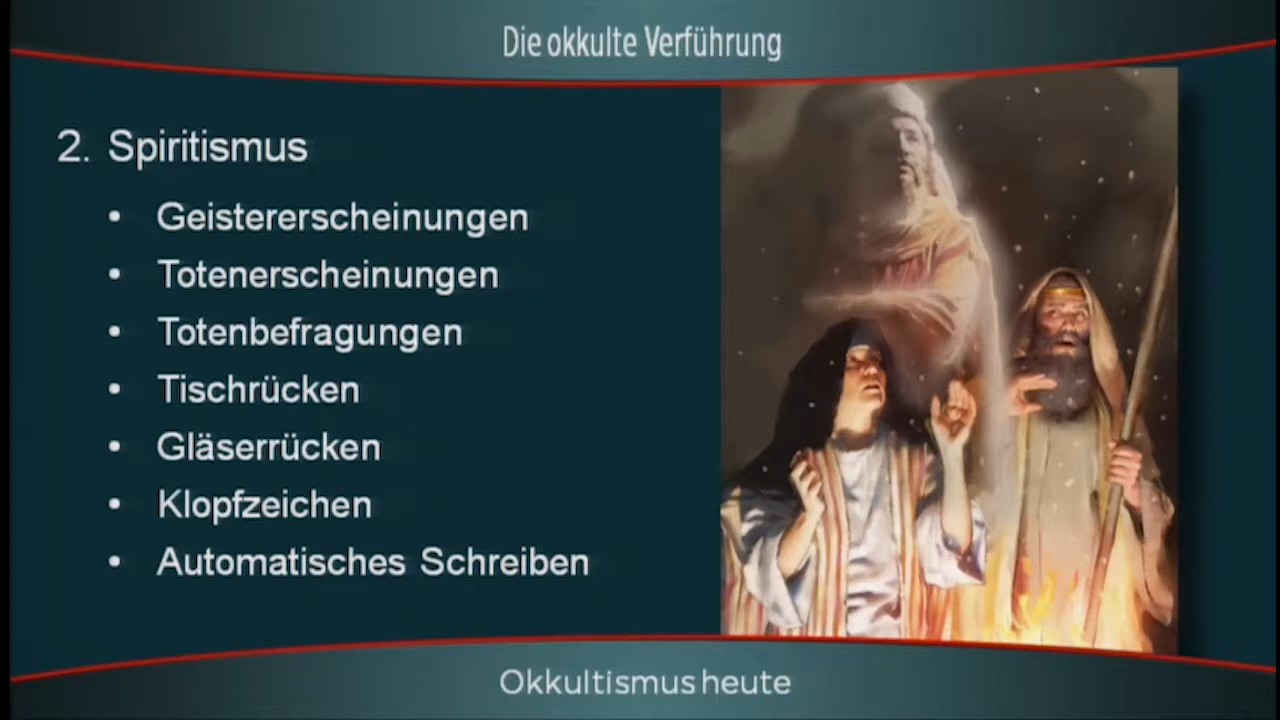 Die okkulte Verführung
2. Spiritismus
• Geistererscheinungen
• Totenerscheinungen
• Totenbefragungen
• Tischrücken
• Gläserrücken
• Klopfzeichen
• Automatisches Schreiben
Okkultismus heute